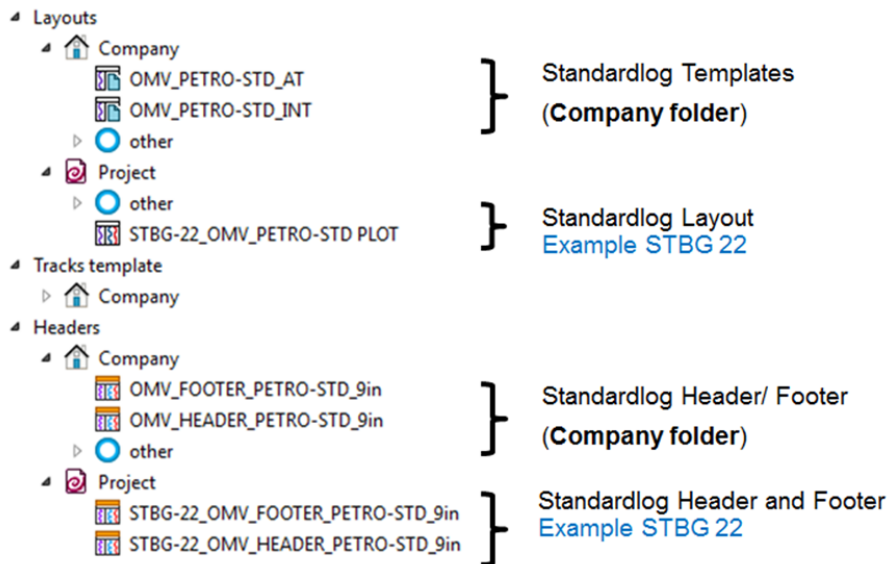 Layouts
Company
OMV_PETRO-STD_AT
OMV_PETRO-STD_INT
other
Standardlog Templates
(Company folder)
Project
other
STBG-22_OMV_PETRO-STD PLOT
Standardlog Layout
Example STBG 22
Tracks template
Company
Headers
Company
OMV_FOOTER_PETRO-STD_9in
OMV_HEADER_PETRO-STD_9in
other
Standardlog Header/ Footer
(Company folder)
Project
STBG-22_OMV_FOOTER_PETRO-STD_9in
STBG-22_OMV_HEADER_PETRO-STD_9in
Standardlog Header and Footer
Example STBG 22